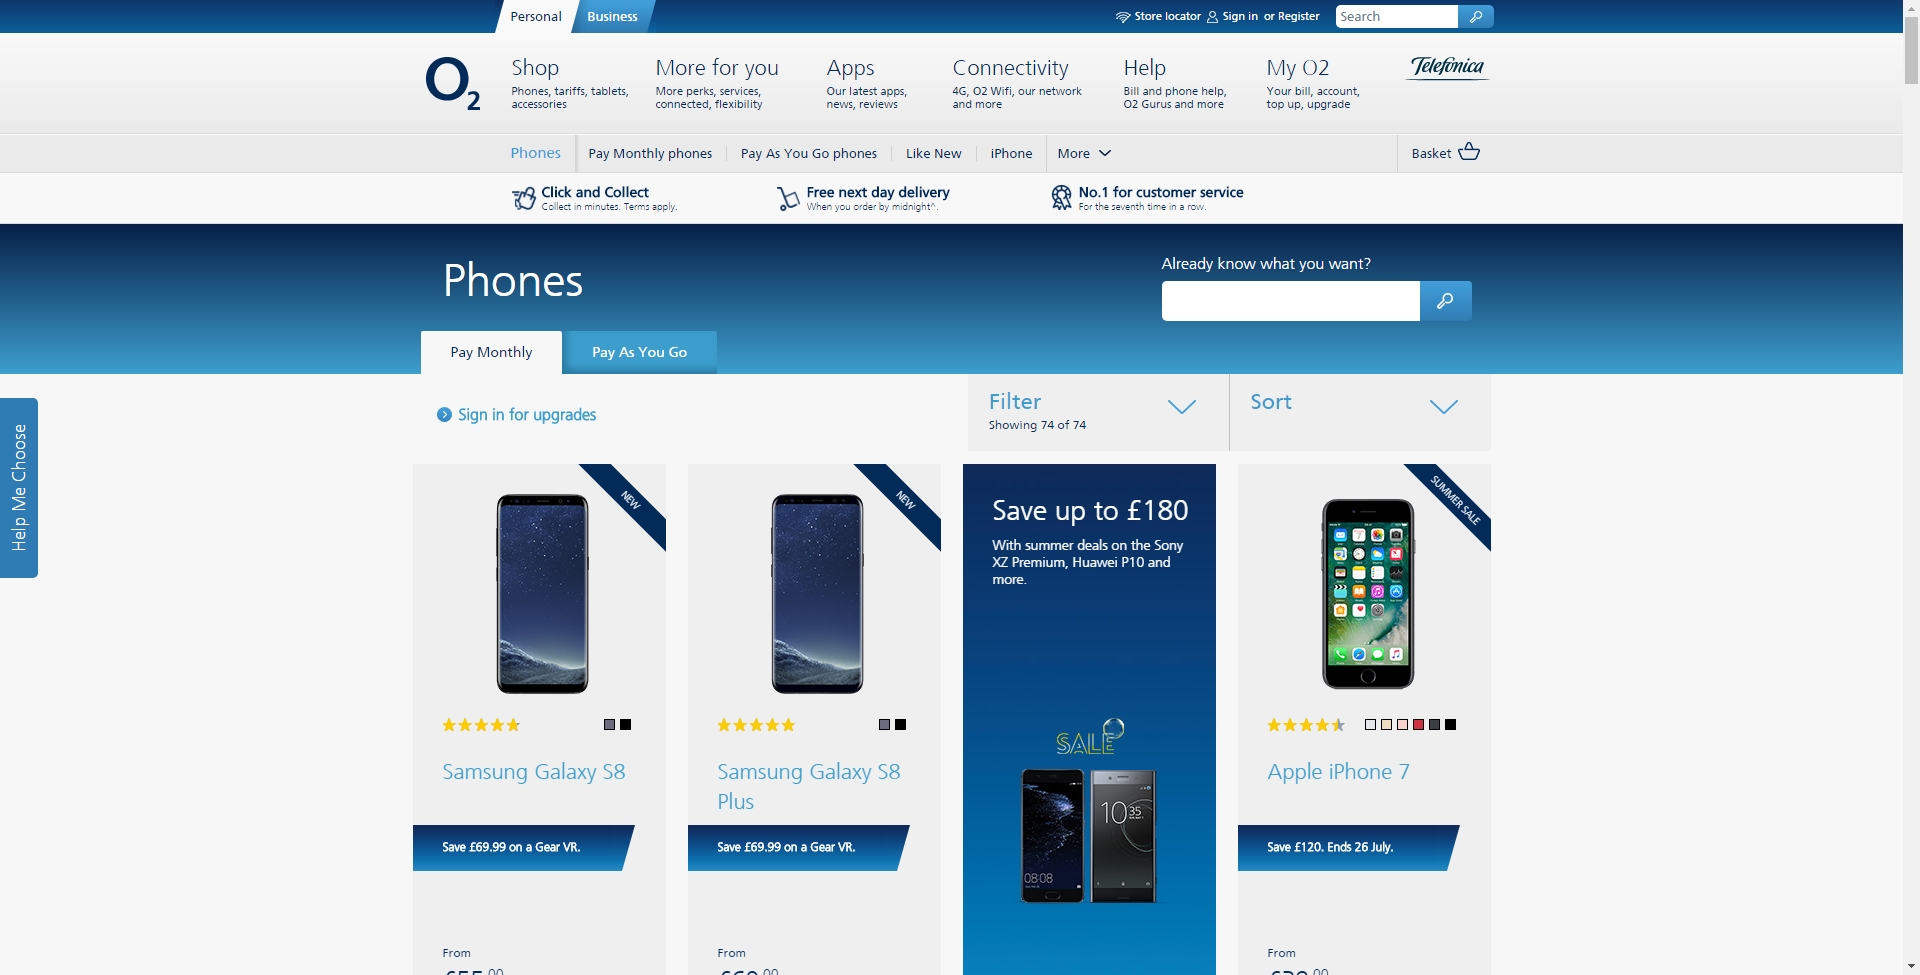 Personal
Business
Store locator
Sign in or Register
Search
O2
Shop
Phones, tariffs, tablets,
accessories
More for you
More perks, services,
connected, flexibility
Apps
Our latest apps,
news, reviews
Connectivity
4G, O2 Wifi, our network
and more
Help
Bill and phone help,
O2 Gurus and more
My O2
Your bill, account,
top up, upgrade
Telefónica
Phones
Pay Monthly phones
Pay As You Go phones
Like New
iPhone
More
Basket
Click and Collect
Collect in minutes. Terms apply.
Free next day delivery
When you order by midnight^.
No.1 for customer service
For the seventh time in a row.
Phones
Already know what you want?
Pay Monthly
Pay As You Go
Help Me Choose
Sign in for upgrades
Filter
Showing 74 of 74
Sort
NEW
Samsung Galaxy S8
Save £69.99 on a Gear VR.
From
NEW
Samsung Galaxy S8
Plus
Save £69.99 on a Gear VR.
From
Save up to £180
With summer deals on the Sony
XZ Premium, Huawei P10 and
more.
SALE
08:08
10 35
SUMMER SALE
Apple iPhone 7
Save £120. Ends 26 July.
From